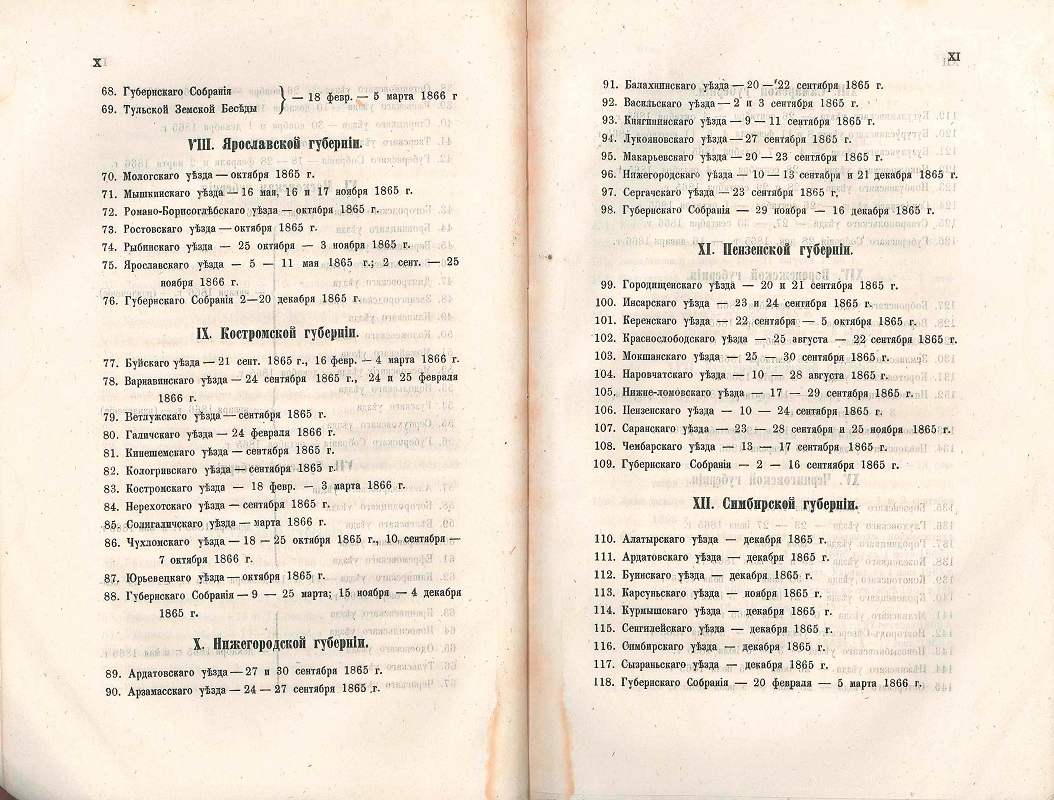 X
68. Губернскаго Собранія
69. Тульской Земской Бесѣды } — 18 февр. — 5 марта 1866 г
VIII. Ярославской губерніи.
70. Мологскаго уѣзда — октября 1865 г.
71. Мышкинскаго уѣзда — 16 мая, 16 и 17 ноября 1865 г.
72. Романо-Борисоглѣбскаго уѣзда — октября 1865 г.
73. Ростовскаго уѣзда — октября 1865 г.
74. Рыбинскаго уѣзда — 25 октября — 3 ноября 1865 г.
75. Ярославскаго уѣзда — 5 — 11 мая 1865 г.; 2 сент. — 25
ноября 1866 г.
76. Губернскаго Собранія 2—20 декабря 1865 г.
IX. Костромской губерніи.
77. Буйскаго уѣзда — 21 сент. 1865 г., 16 февр. — 4 марта 1866 г.
78. Варнавинскаго уѣзда — 24 сентября 1865 г., 24 и 25 февраля
1866 г.
79. Ветлужскаго уѣзда — сентября 1865 г.
80. Галичскаго уѣзда — 24 февраля 1866 г.
81. Кинешемскаго уѣзда — сентября 1865 г.
82. Кологривскаго уѣзда — сентября 1865 г.
83. Костромскаго уѣзда — 18 февр. — 3 марта 1866 г.
84. Нерехотскаго уѣзда — сентября 1865 г.
85. Солигаличскаго уѣзда — марта 1866 г.
86. Чухломскаго уѣзда — 18 — 25 октября 1865 г., 10 сентября —
7 октября 1866 г.
87. Юрьевецкаго уѣзда — октября 1865 г.
88. Губернскаго Собранія — 9 — 25 марта; 15 ноября — 4 декабря
1865 г.
X. Нижегородской губерніи.
89. Ардатовскаго уѣзда — 27 и 30 сентября 1865 г.
90. Арзамасскаго уѣзда — 24 — 27 сентября 1865 г.
XI
91. Балахнинскаго уѣзда — 20 — 22 сентября 1865 г.
92. Васильскаго уѣзда — 2 и 3 сентября 1865 г.
93. Княгининскаго уѣзда — 9 — 11 сентября 1865 г.
94. Лукояновскаго уѣзда — 27 сентября 1865 г.
95. Макарьевскаго уѣзда — 20 — 23 сентября 1865 г.
96. Нижегородскаго уѣзда — 10 — 13 сентября и 21 декабря 1865 г.
97. Сергачскаго уѣзда — 23 сентября 1865 г.
98. Губернскаго Собранія — 29 ноября — 16 декабря 1865 г.
XI. Пензенской губерніи.
99. Городищенскаго уѣзда — 20 и 21 сентября 1865 г.
100. Инсарскаго уѣзда — 23 и 24 сентября 1865 г.
101. Керенскаго уѣзда — 22 сентября — 5 октября 1865 г.
102. Краснослободскаго уѣзда — 25 августа — 22 сентября 1865 г.
103. Мокшанскаго уѣзда — 25 — 30 сентября 1865 г.
104. Наровчатскаго уѣзда — 10 — 28 августа 1865 г.
105. Нижне-ломовскаго уѣзда — 17 — 29 сентября 1865 г.
106. Пензенскаго уѣзда — 10 — 24 сентября 1865 г.
107. Саранскаго уѣзда — 23 — 28 сентября и 25 ноября 1865 г.
108. Чембарскаго уѣзда — 13 — 17 сентября 1865 г.
109. Губернскаго Собранія — 2 — 16 сентяября 1865 г.
XII. Симбирской губерніи.
110. Алатырскаго уѣзда — декабря 1865 г.
111. Ардатовскаго уѣзда — декабря 1865 г.
112. Буинскаго уѣзда — декабря 1865 г.
113. Карсуньскаго уѣзда — ноября 1865 г.
114. Курмышскаго уѣзда — декабря 1865 г.
115. Сенгилейскаго уѣзда — декабря 1865 г.
116. Симбирскаго уѣзда — декабря 1865 г.
117. Сызраньскаго уѣзда — декабря 1865 г.
118. Губернскаго Собранія — 20 февраля — 5 марта 1866 г.